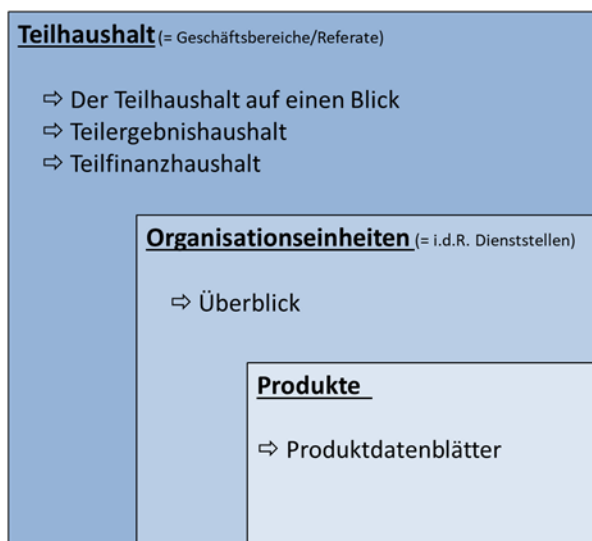 Teilhaushalt (= Geschäftsbereiche/Referate)
⇨ Der Teilhaushalt auf einen Blick
⇨ Teilergebnishaushalt
⇨ Teilfinanzhaushalt
Organisationseinheiten (= i.d.R. Dienststellen)
⇨ Überblick
Produkte
⇨ Produktdatenblätter